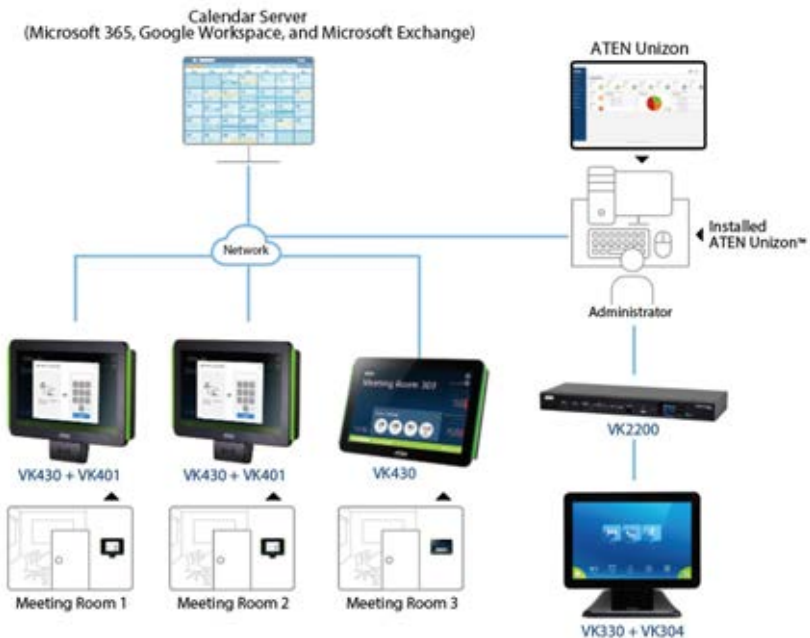 Calendar Server
(Microsoft 365, Google Workspace, and Microsoft Exchange)
ATEN Unizon
Network
Installed
ATEN Unizon™
Administrator
Meeting Room 303
VK430 + VK401
VK430 + VK401
VK430
VK2200
Meeting Room 1
Meeting Room 2
Meeting Room 3
VK330 + VK304